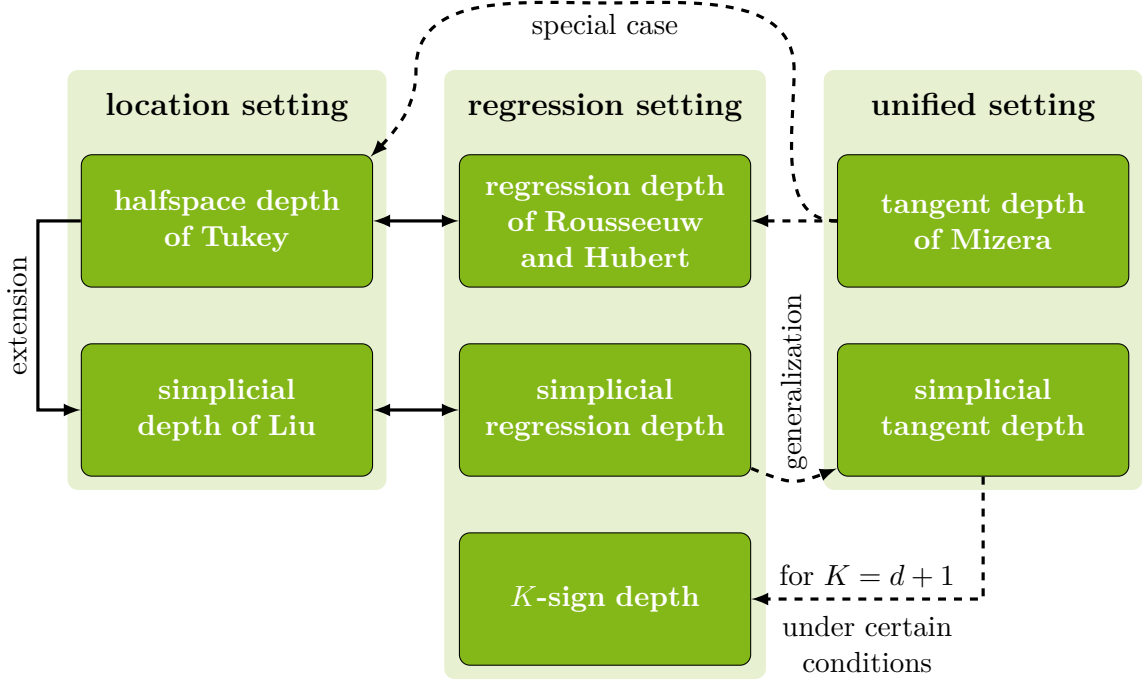 special case
location setting
regression setting
unified setting
halfspace depth
of Tukey
regression depth
of Rousseeuw
and Hubert
tangent depth
of Mizera
extension
generalization
simplicial
depth of Liu
simplicial
regression depth
simplicial
tangent depth
K-sign depth
for K = d + 1
under certain
conditions